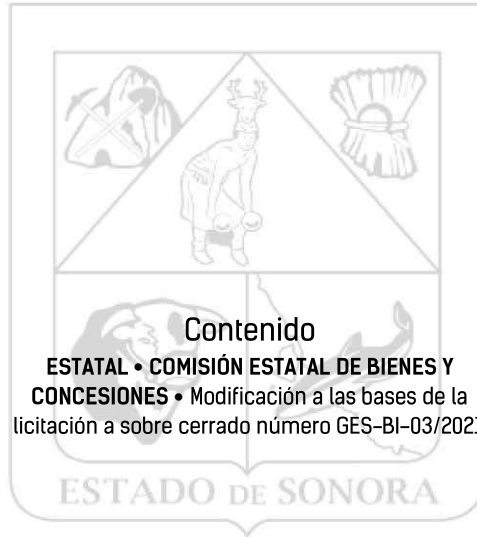 Contenido
ESTATAL • COMISIÓN ESTATAL DE BIENES Y
CONCESIONES • Modificación a las bases de la
licitación a sobre cerrado número GES-BI-03/202
ESTADO DE SONORA